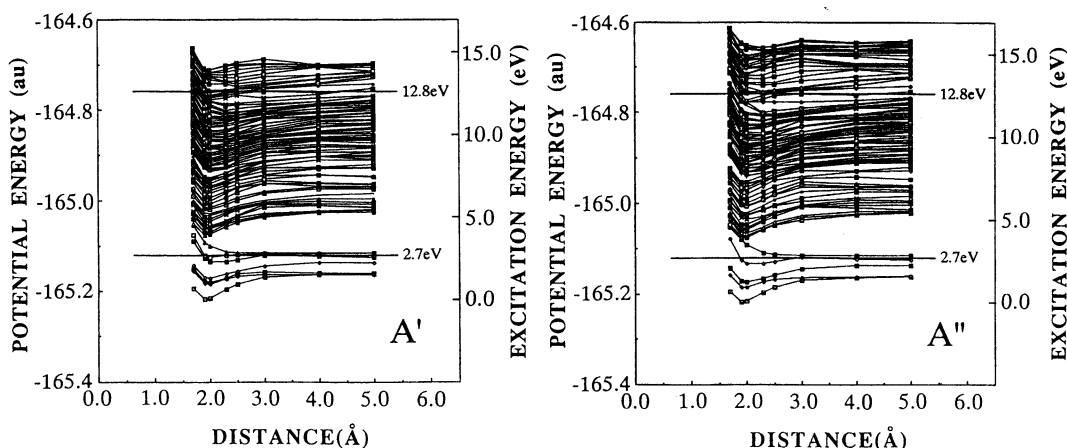 POTENTIAL ENERGY (au)
-164.6
-164.8
-165.0
-165.2
-165.4
0.0 1.0 2.0 3.0 4.0 5.0 6.0
DISTANCE(Å)
12.8eV
2.7eV
A'
15.0
10.0
5.0
0.0
EXCITATION ENERGY (eV)
POTENTIAL ENERGY (au)
-164.6
-164.8
-165.0
-165.2
-165.4
0.0 1.0 2.0 3.0 4.0 5.0 6.0
DISTANCE(Å)
12.8eV
2.7eV
A"
15.0
10.0
5.0
0.0
EXCITATION ENERGY (eV)